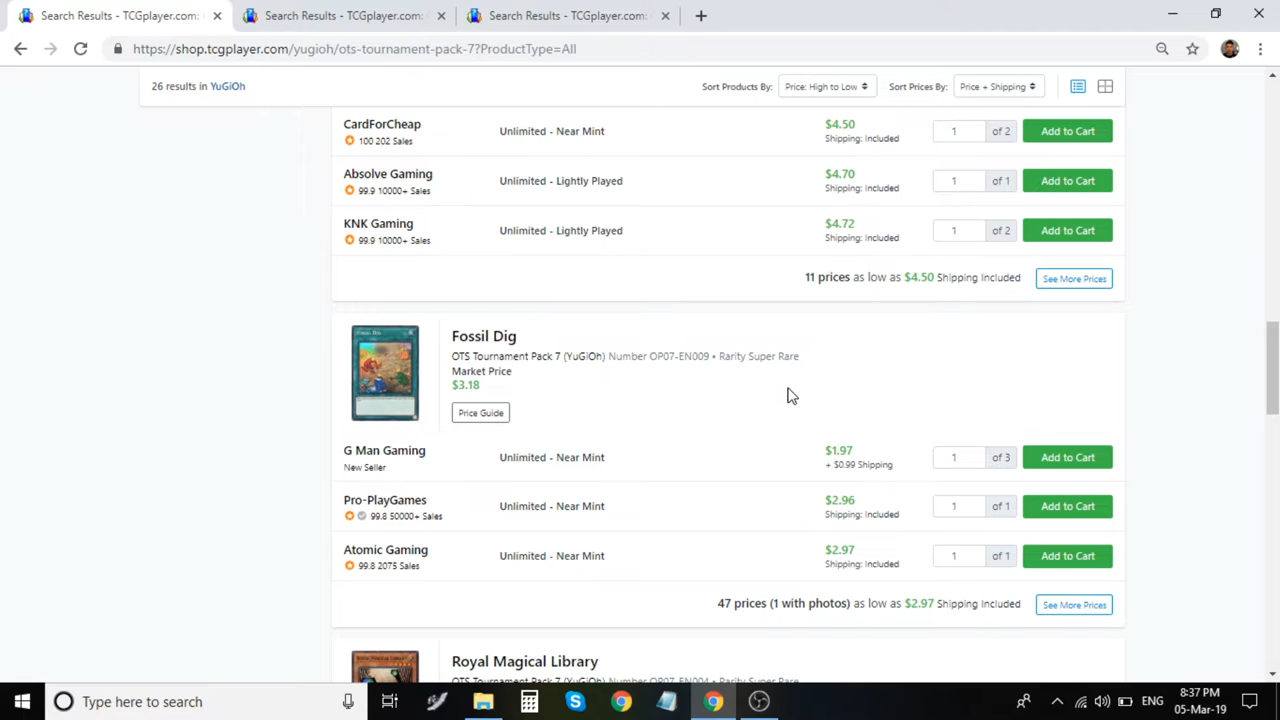 Search Results - TCGplayer.com: Search Results - TCGplayer.com: Search Results - TCGplayer.com:
https://shop.tcgplayer.com/yugioh/ots-tournament-pack-7?ProductType=All
26 results in YuGiOh Sort Products By: Price: High to Low Sort Prices By: Price + Shipping
CardForCheap Unlimited - Near Mint $4.50 1 of 2 Add to Cart
100 202 Sales Shipping: Included
Absolve Gaming Unlimited - Lightly Played $4.70 1 of 1 Add to Cart
99.9 10000+ Sales Shipping: Included
KNK Gaming Unlimited - Lightly Played $4.72 1 of 2 Add to Cart
99.9 10000+ Sales Shipping: Included
11 prices as low as $4.50 Shipping Included See More Prices
Fossil Dig
OTS Tournament Pack 7 (YuGiOh) Number OP07-EN009 • Rarity Super Rare
Market Price
$3.18
Price Guide
G Man Gaming Unlimited - Near Mint $1.97 1 of 3 Add to Cart
New Seller + $0.99 Shipping
Pro-PlayGames Unlimited - Near Mint $2.96 1 of 1 Add to Cart
99.8 50000+ Sales Shipping: Included
Atomic Gaming Unlimited - Near Mint $2.97 1 of 1 Add to Cart
99.8 2075 Sales Shipping: Included
47 prices (1 with photos) as low as $2.97 Shipping Included See More Prices
Royal Magical Library
OTS Tournament Pack 7 (YuGiOh) Number OP07-EN004 • Rarity Super Rare
Type here to search ENG 8:37 PM
05-Mar-19